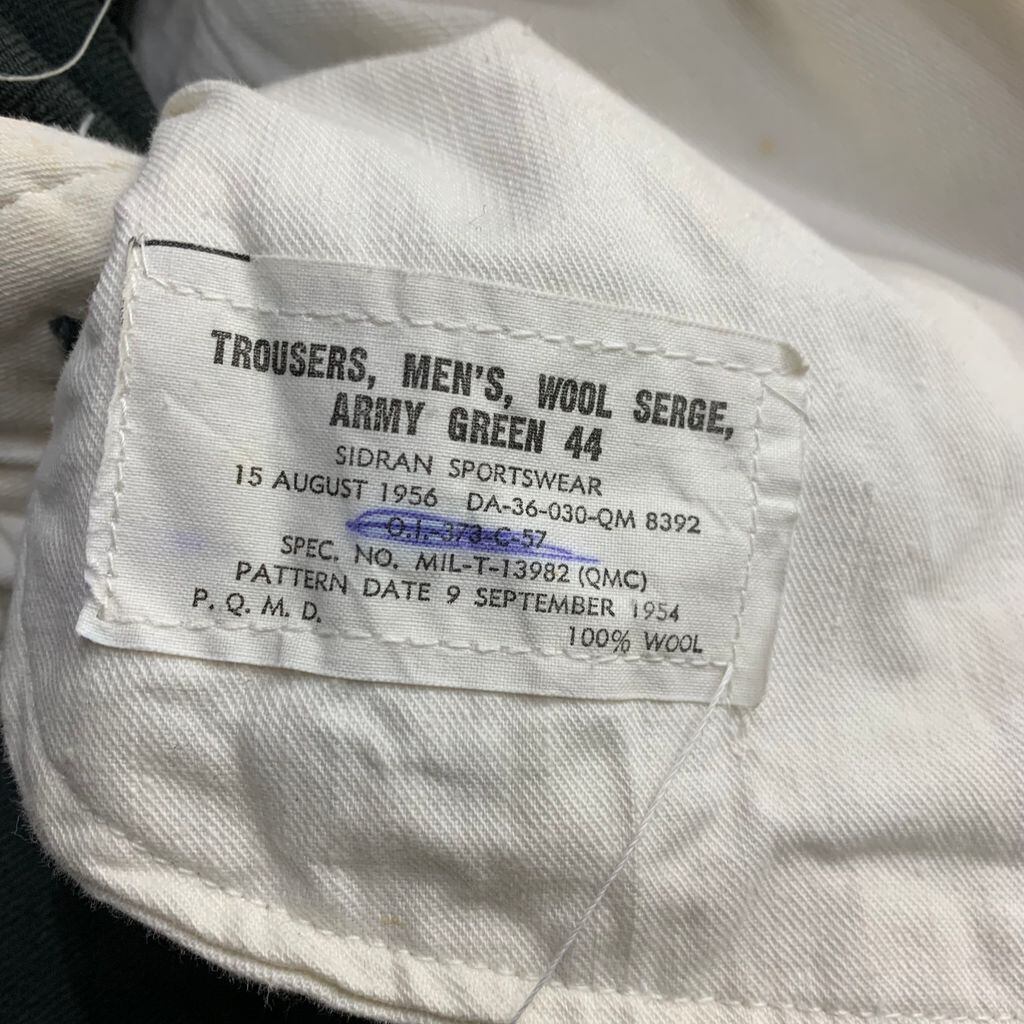 TROUSERS, MEN'S, WOOL SERGE,
ARMY GREEN 44
SIDRAN SPORTSWEAR
15 AUGUST 1956 DA-36-030-QM 8392
O.I.-373-C-57
SPEC. NO. MIL-T-13982 (QMC)
PATTERN DATE 9 SEPTEMBER 1954
P. Q. M. D.
100% WOOL